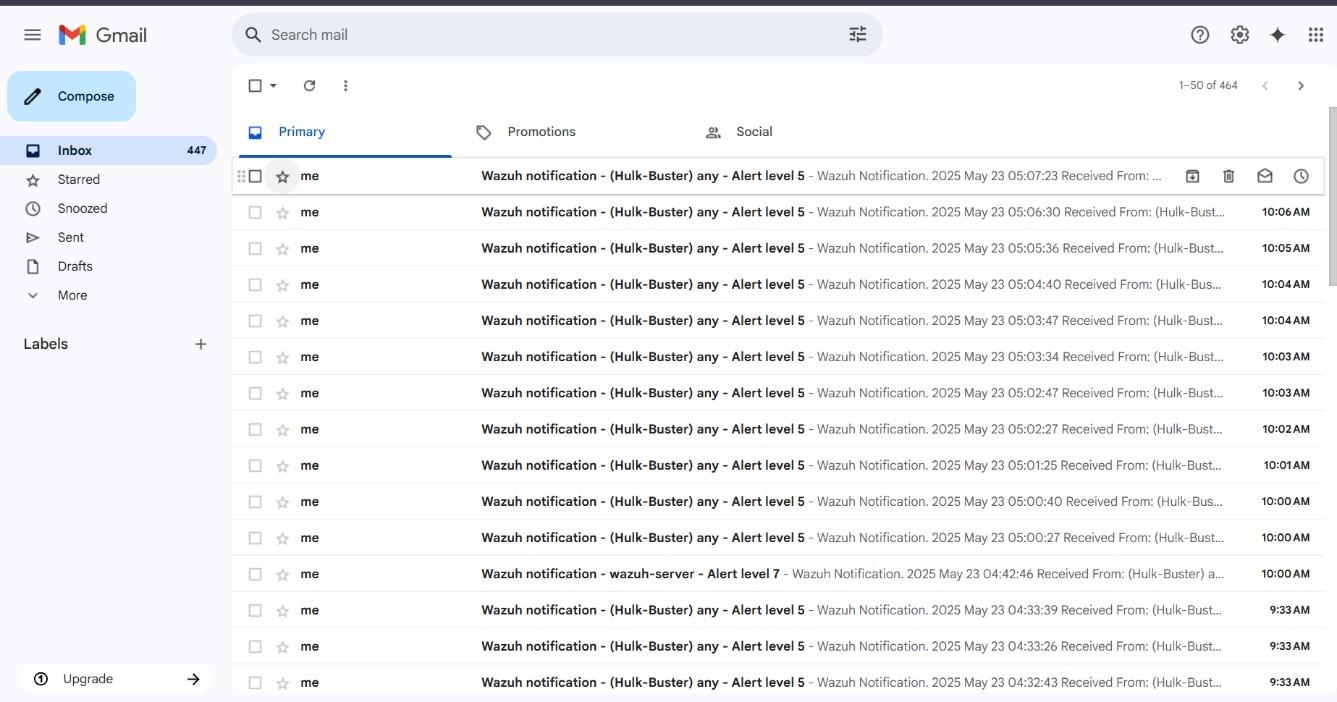 Gmail
Search mail
Compose
1–50 of 464
Primary
Promotions
Social
Inbox 447
Starred
Snoozed
Sent
Drafts
More
Labels
me Wazuh notification - (Hulk-Buster) any - Alert level 5 - Wazuh Notification. 2025 May 23 05:07:23 Received From: ...
me Wazuh notification - (Hulk-Buster) any - Alert level 5 - Wazuh Notification. 2025 May 23 05:06:30 Received From: (Hulk-Bust... 10:06 AM
me Wazuh notification - (Hulk-Buster) any - Alert level 5 - Wazuh Notification. 2025 May 23 05:05:36 Received From: (Hulk-Bust... 10:05 AM
me Wazuh notification - (Hulk-Buster) any - Alert level 5 - Wazuh Notification. 2025 May 23 05:04:40 Received From: (Hulk-Bus... 10:04 AM
me Wazuh notification - (Hulk-Buster) any - Alert level 5 - Wazuh Notification. 2025 May 23 05:03:47 Received From: (Hulk-Bust... 10:04 AM
me Wazuh notification - (Hulk-Buster) any - Alert level 5 - Wazuh Notification. 2025 May 23 05:03:34 Received From: (Hulk-Bust... 10:03 AM
me Wazuh notification - (Hulk-Buster) any - Alert level 5 - Wazuh Notification. 2025 May 23 05:02:47 Received From: (Hulk-Bust... 10:03 AM
me Wazuh notification - (Hulk-Buster) any - Alert level 5 - Wazuh Notification. 2025 May 23 05:02:27 Received From: (Hulk-Bust... 10:02 AM
me Wazuh notification - (Hulk-Buster) any - Alert level 5 - Wazuh Notification. 2025 May 23 05:01:25 Received From: (Hulk-Bust... 10:01 AM
me Wazuh notification - (Hulk-Buster) any - Alert level 5 - Wazuh Notification. 2025 May 23 05:00:40 Received From: (Hulk-Bus... 10:00 AM
me Wazuh notification - (Hulk-Buster) any - Alert level 5 - Wazuh Notification. 2025 May 23 05:00:27 Received From: (Hulk-Bust... 10:00 AM
me Wazuh notification - wazuh-server - Alert level 7 - Wazuh Notification. 2025 May 23 04:42:46 Received From: (Hulk-Buster) a... 10:00 AM
me Wazuh notification - (Hulk-Buster) any - Alert level 5 - Wazuh Notification. 2025 May 23 04:33:39 Received From: (Hulk-Bust... 9:33 AM
me Wazuh notification - (Hulk-Buster) any - Alert level 5 - Wazuh Notification. 2025 May 23 04:33:26 Received From: (Hulk-Bust... 9:33 AM
me Wazuh notification - (Hulk-Buster) any - Alert level 5 - Wazuh Notification. 2025 May 23 04:32:43 Received From: (Hulk-Bust... 9:33 AM
Upgrade